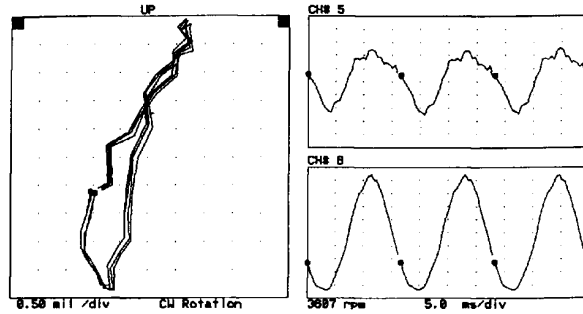 UP
0.50 mil /div CW Rotation
CH# 5
CH# 6
3607 rpm 5.0 ms/div